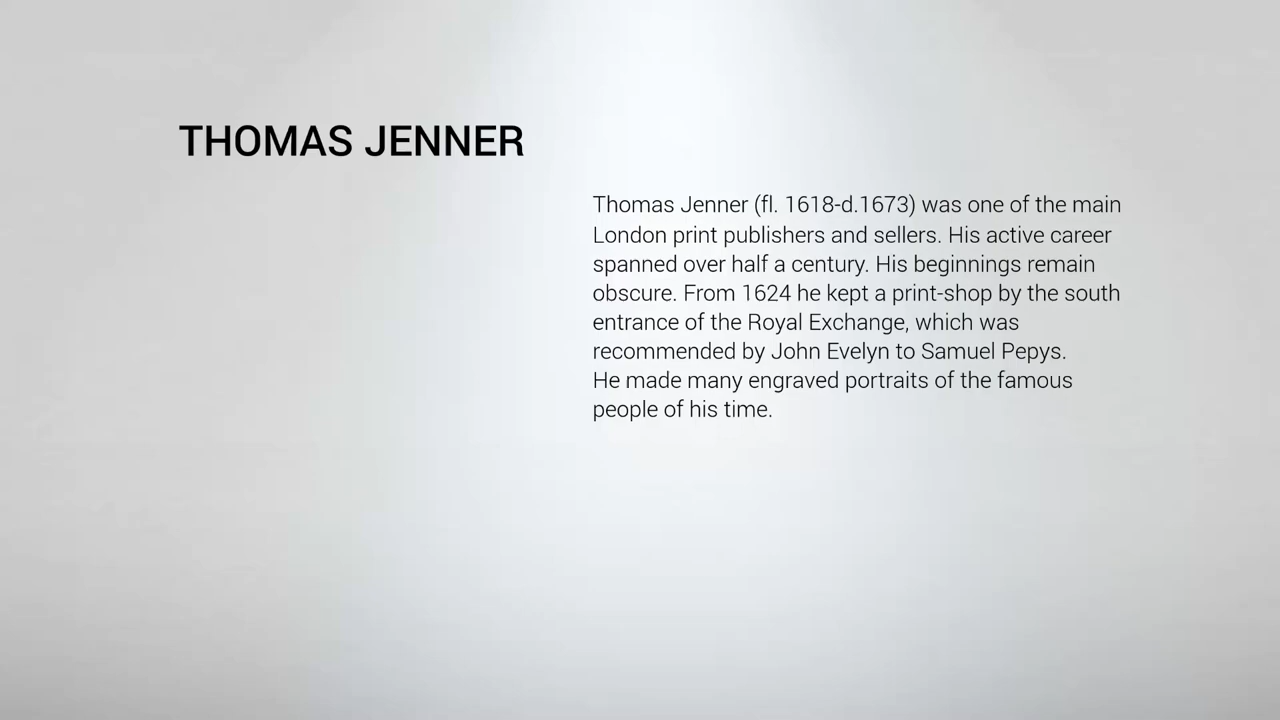 THOMAS JENNER
Thomas Jenner (fl. 1618-d.1673) was one of the main
London print publishers and sellers. His active career
spanned over half a century. His beginnings remain
obscure. From 1624 he kept a print-shop by the south
entrance of the Royal Exchange, which was
recommended by John Evelyn to Samuel Pepys.
He made many engraved portraits of the famous
people of his time.